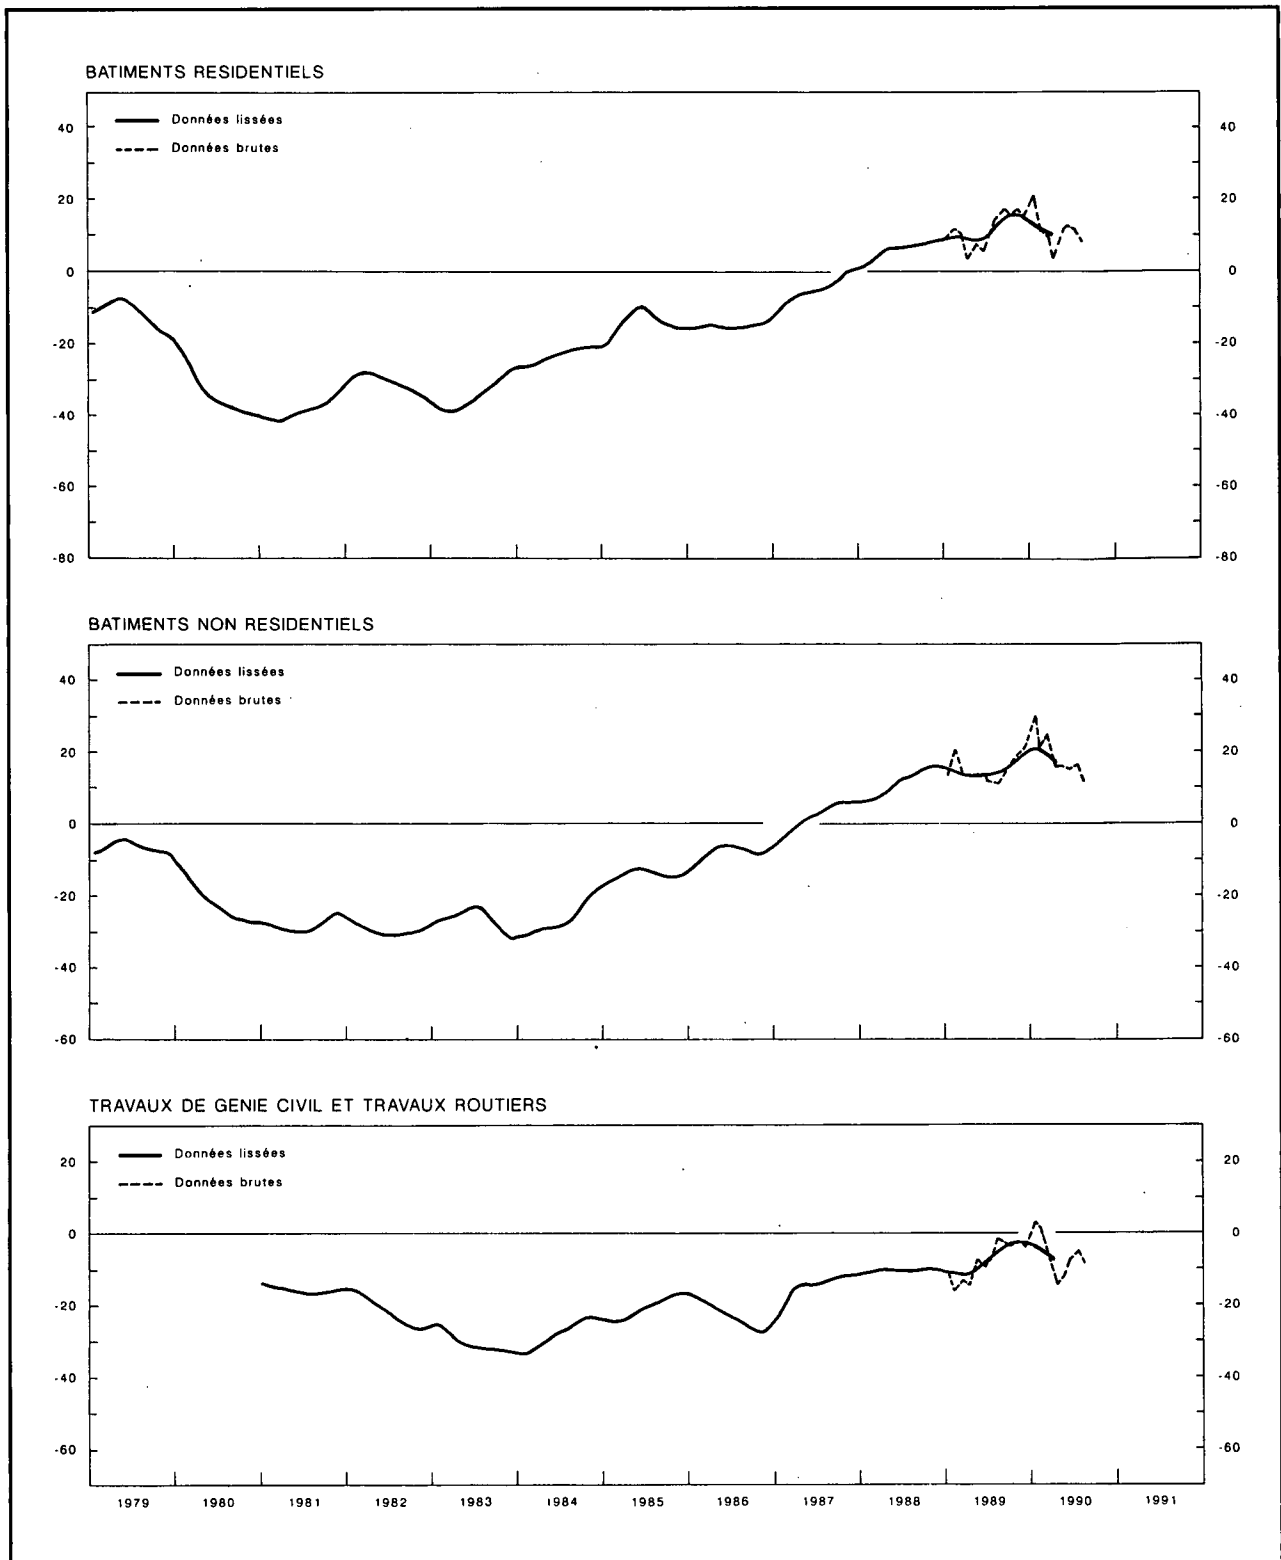 BATIMENTS RESIDENTIELS
Données lissées
Données brutes
40 40
20 20
0 0
-20 -20
-40 -40
-60 -60
-80 -80
BATIMENTS NON RESIDENTIELS
Données lissées
Données brutes
40 40
20 20
0 0
-20 -20
-40 -40
-60 -60
TRAVAUX DE GENIE CIVIL ET TRAVAUX ROUTIERS
Données lissées
Données brutes
20 20
0 0
-20 -20
-40 -40
-60 -60
1979 1980 1981 1982 1983 1984 1985 1986 1987 1988 1989 1990 1991